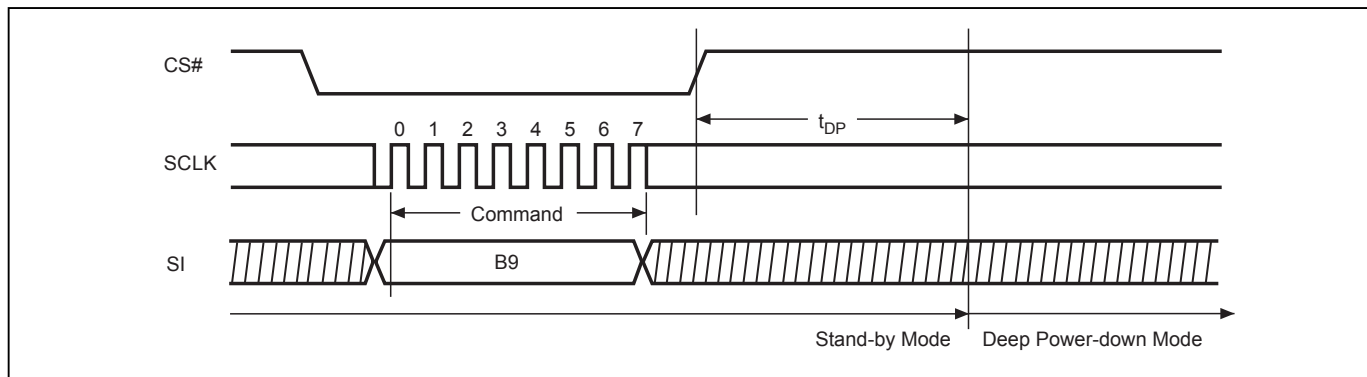 CS#
tDP
0 1 2 3 4 5 6 7
SCLK
Command
SI
B9
Stand-by Mode Deep Power-down Mode